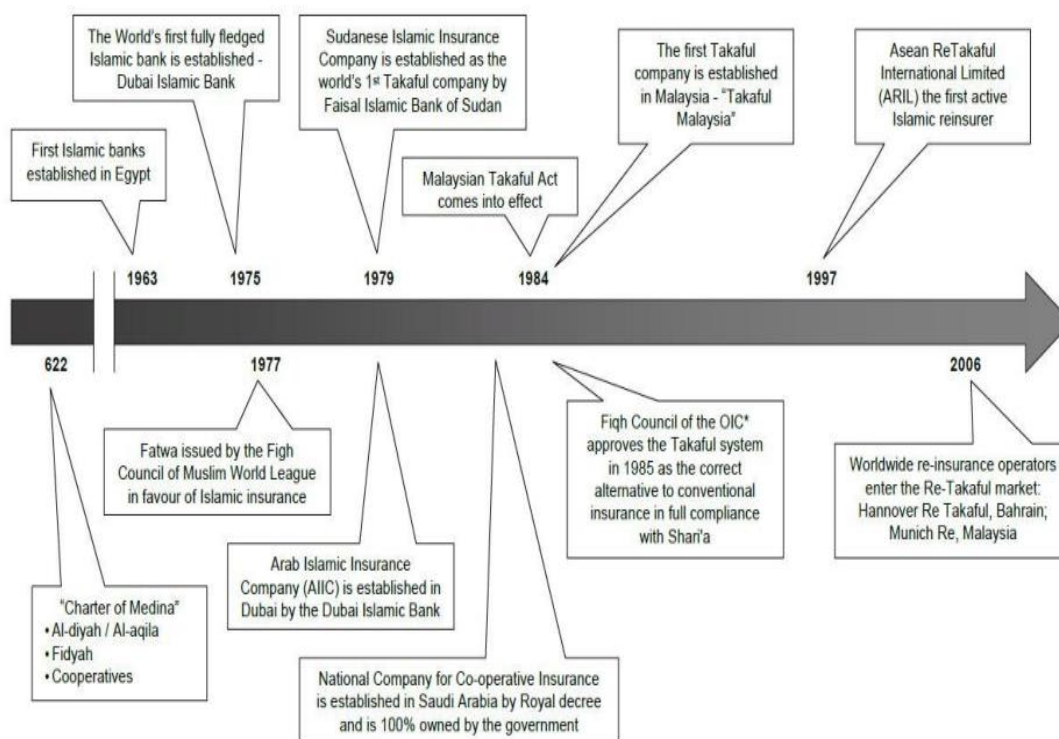 The World's first fully fledged
Islamic bank is established -
Dubai Islamic Bank
Sudanese Islamic Insurance
Company is established as the
world's 1st Takaful company by
Faisal Islamic Bank of Sudan
The first Takaful
company is established
in Malaysia - "Takaful
Malaysia"
Asean ReTakaful
International Limited
(ARIL) the first active
Islamic reinsurer
First Islamic banks
established in Egypt
Malaysian Takaful Act
comes into effect
1963
1975
1979
1984
1997
622
1977
2006
Fatwa issued by the Figh
Council of Muslim World League
in favour of Islamic insurance
Fiqh Council of the OIC*
approves the Takaful system
in 1985 as the correct
alternative to conventional
insurance in full compliance
with Shari'a
Worldwide re-insurance operators
enter the Re-Takaful market:
Hannover Re Takaful, Bahrain;
Munich Re, Malaysia
Arab Islamic Insurance
Company (AIIC) is established in
Dubai by the Dubai Islamic Bank
"Charter of Medina"
• Al-diyah / Al-aqila
• Fidyah
• Cooperatives
National Company for Co-operative Insurance
is established in Saudi Arabia by Royal decree
and is 100% owned by the government